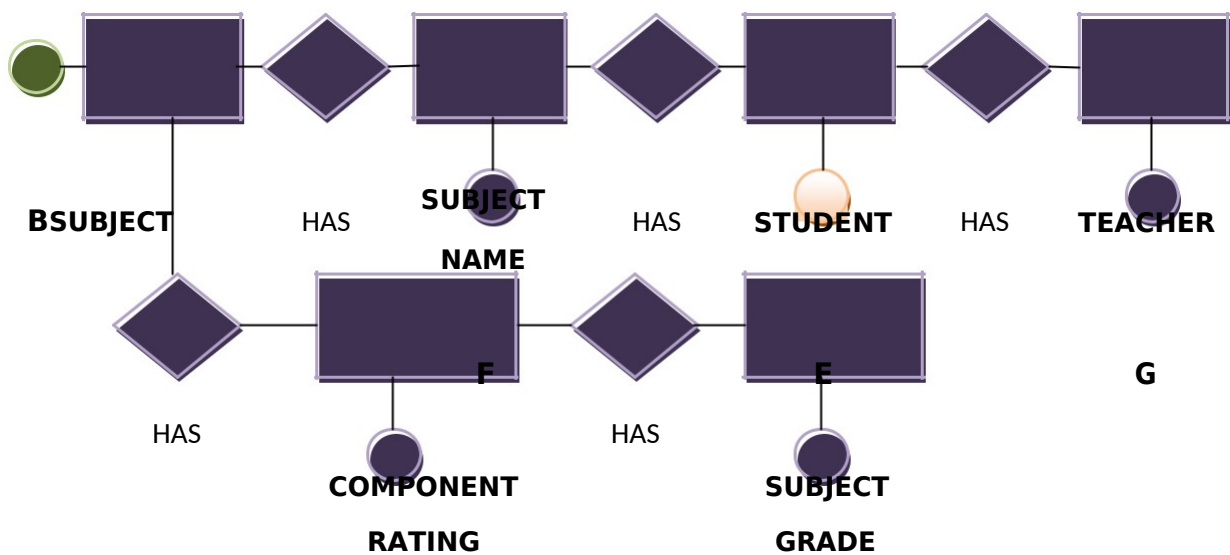 SUBJECT
BSUBJECT HAS HAS STUDENT HAS TEACHER
NAME
F E G
HAS HAS
COMPONENT SUBJECT
RATING GRADE